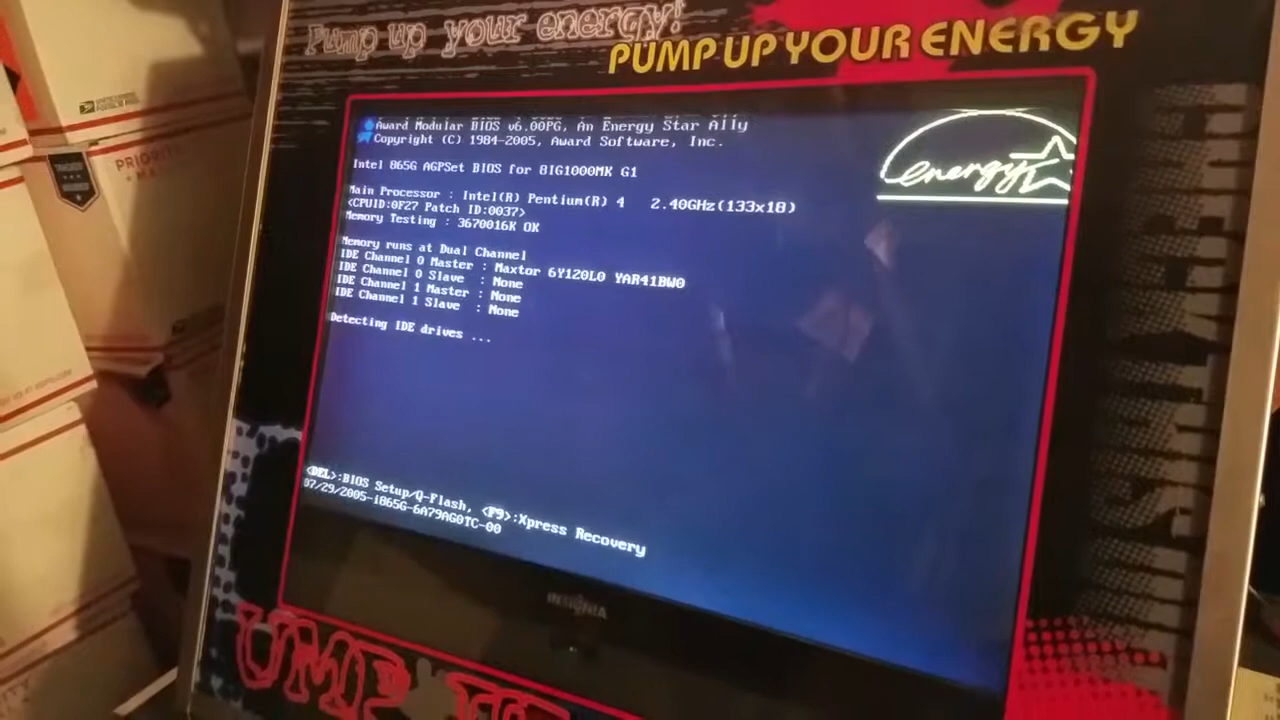 Pump up your energy!
PUMP UP YOUR ENERGY
Award Modular BIOS v6.00PG, An Energy Star Ally
Copyright (C) 1984-2005, Award Software, Inc.
energy
Intel 865G AGPSet BIOS for 8IG1000MK G1
Main Processor : Intel(R) Pentium(R) 4 2.40GHz(133x18)
<CPUID:0F27 Patch ID:0037>
Memory Testing : 3670016K OK
Memory runs at Dual Channel
IDE Channel 0 Master : Maxtor 6Y120L0 YAR41BW0
IDE Channel 0 Slave : None
IDE Channel 1 Master : None
IDE Channel 1 Slave : None
Detecting IDE drives ...
<DEL>:BIOS Setup/Q-Flash, <F9>:Xpress Recovery
07/29/2005-i865G-6A79AG0TC-00
INSIGNIA
PRIORITY